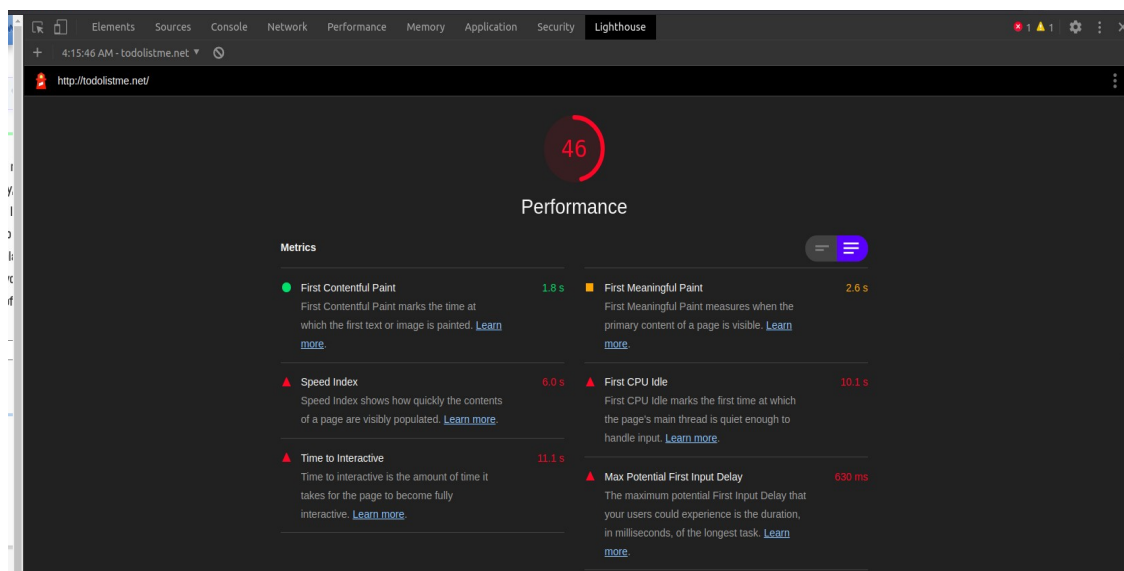 Elements Sources Console Network Performance Memory Application Security Lighthouse 1 1
4:15:46 AM - todolistme.net
http://todolistme.net/
46
Performance
Metrics
First Contentful Paint 1.8 s
First Contentful Paint marks the time at
which the first text or image is painted. Learn
more.
First Meaningful Paint 2.6 s
First Meaningful Paint measures when the
primary content of a page is visible. Learn
more.
Speed Index 6.0 s
Speed Index shows how quickly the contents
of a page are visibly populated. Learn more.
First CPU Idle 10.1 s
First CPU Idle marks the first time at which
the page's main thread is quiet enough to
handle input. Learn more.
Time to Interactive 11.1 s
Time to interactive is the amount of time it
takes for the page to become fully
interactive. Learn more.
Max Potential First Input Delay 630 ms
The maximum potential First Input Delay that
your users could experience is the duration,
in milliseconds, of the longest task. Learn
more.